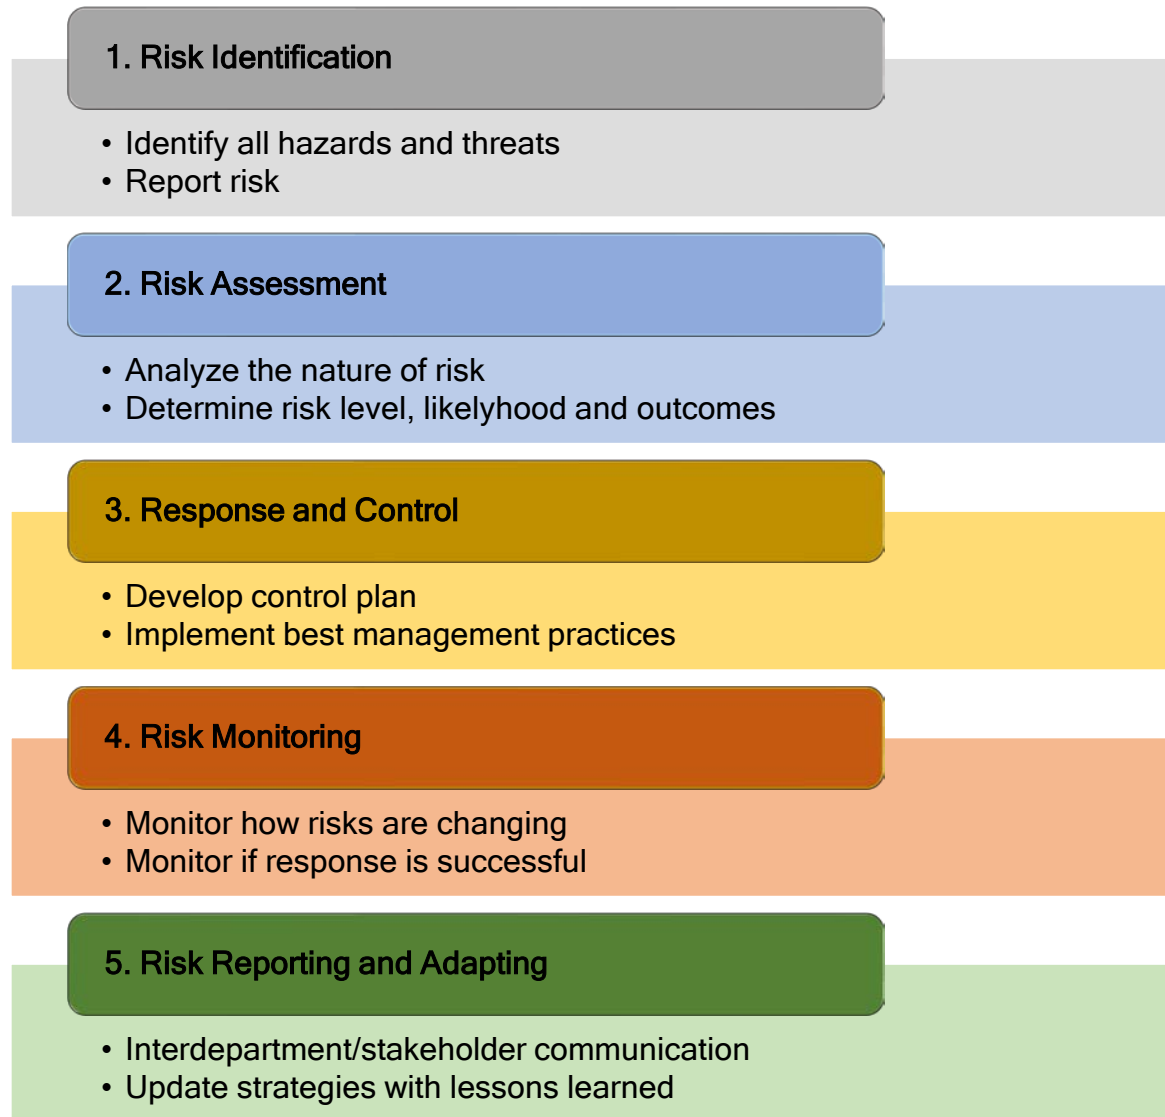 1. Risk Identification
• Identify all hazards and threats
• Report risk
2. Risk Assessment
• Analyze the nature of risk
• Determine risk level, likelyhood and outcomes
3. Response and Control
• Develop control plan
• Implement best management practices
4. Risk Monitoring
• Monitor how risks are changing
• Monitor if response is successful
5. Risk Reporting and Adapting
• Interdepartment/stakeholder communication
• Update strategies with lessons learned